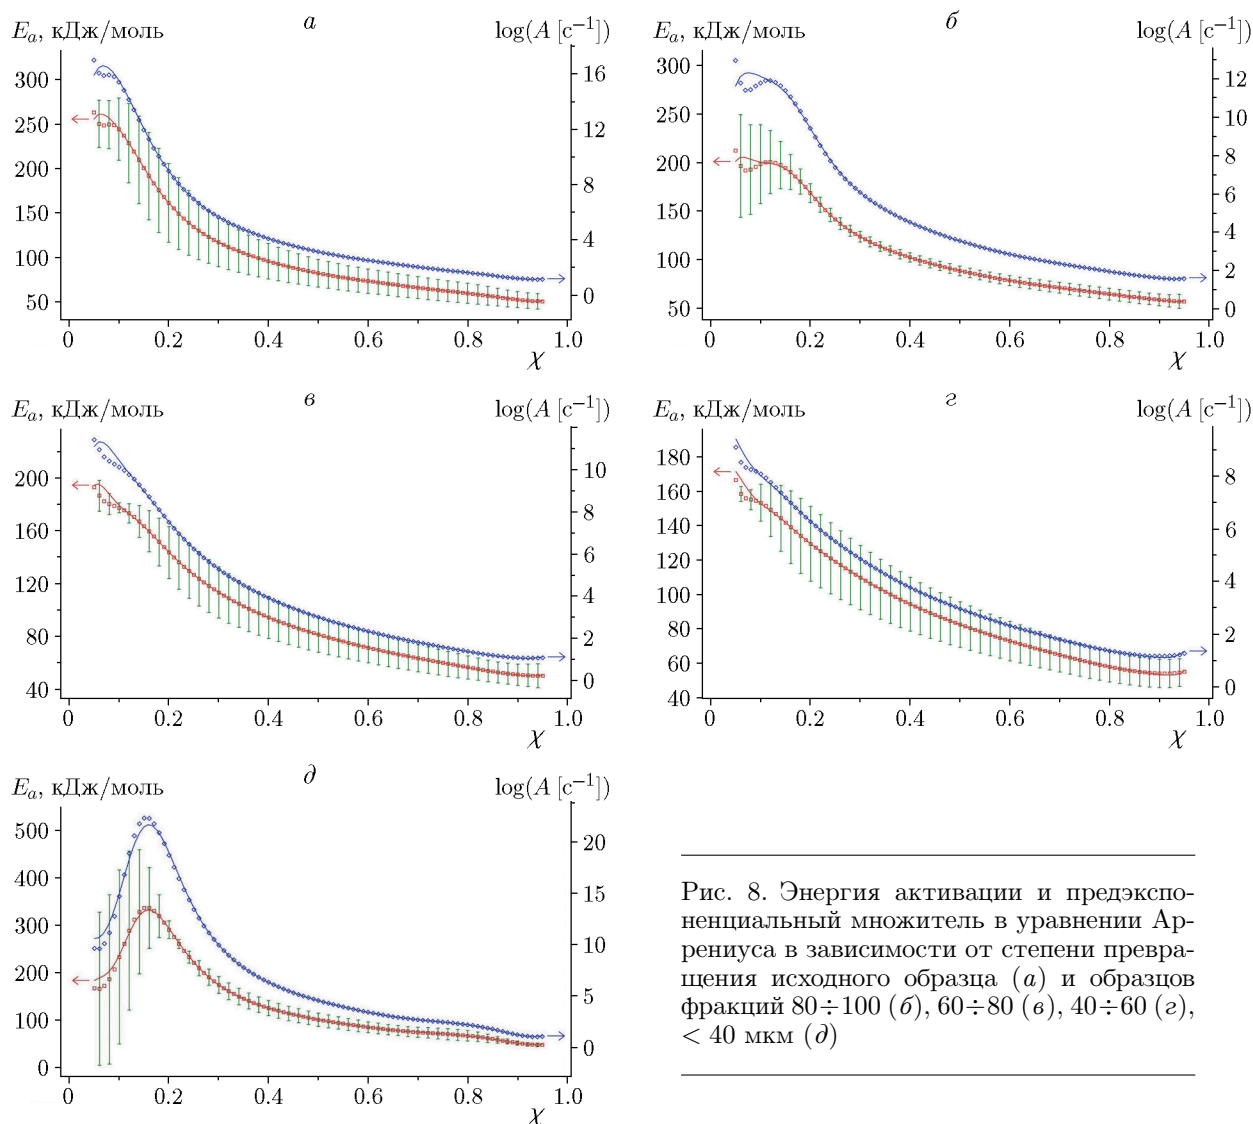 а
E_a, кДж/моль
log(A [с⁻¹])
300
250
200
150
100
50
16
12
8
4
0
0 0.2 0.4 0.6 0.8 1.0
χ
б
E_a, кДж/моль
log(A [с⁻¹])
300
250
200
150
100
50
12
10
8
6
4
2
0
0 0.2 0.4 0.6 0.8 1.0
χ
в
E_a, кДж/моль
log(A [с⁻¹])
200
160
120
80
40
10
8
6
4
2
0
0 0.2 0.4 0.6 0.8 1.0
χ
г
E_a, кДж/моль
log(A [с⁻¹])
180
160
140
120
100
80
60
40
8
6
4
2
0
0 0.2 0.4 0.6 0.8 1.0
χ
д
E_a, кДж/моль
log(A [с⁻¹])
500
400
300
200
100
0
20
15
10
5
0
0 0.2 0.4 0.6 0.8 1.0
χ
Рис. 8. Энергия активации и предэкспо-
ненциальный множитель в уравнении Ар-
рениуса в зависимости от степени превра-
щения исходного образца (а) и образцов
фракций 80÷100 (б), 60÷80 (в), 40÷60 (г),
< 40 мкм (д)